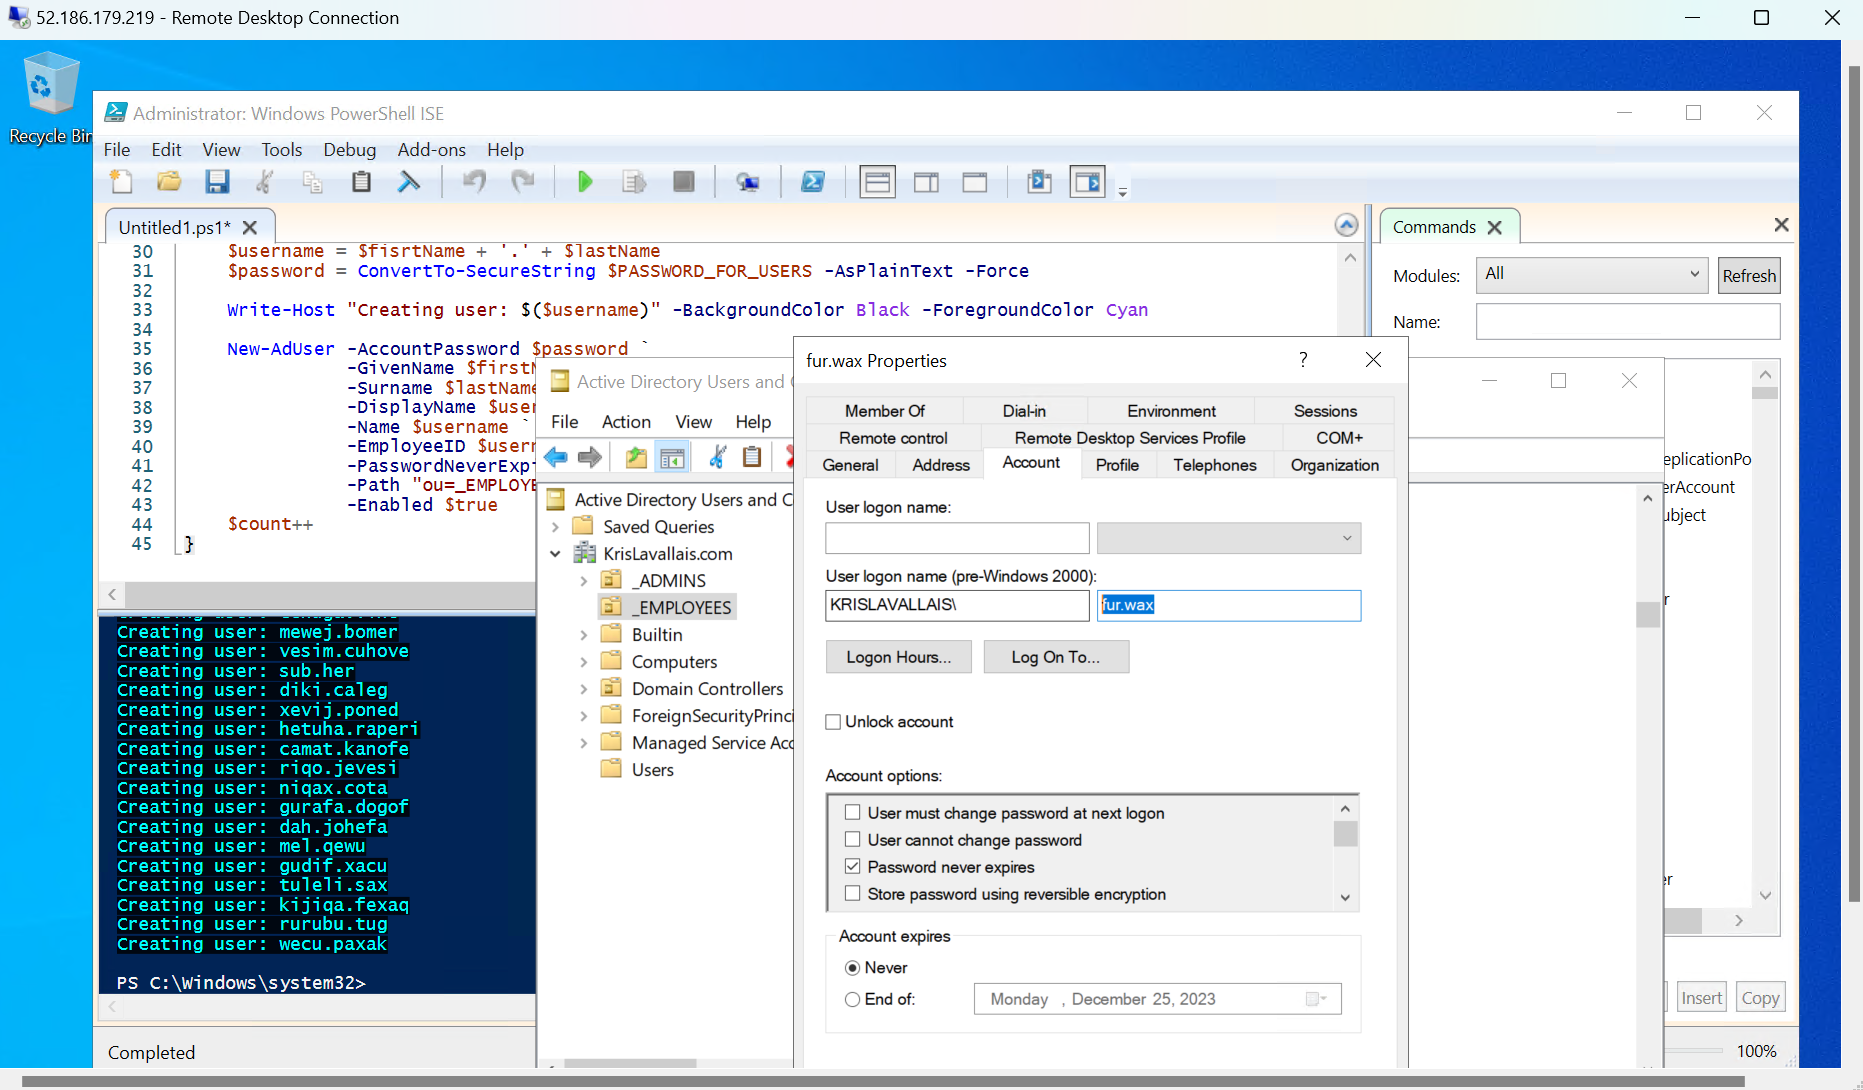 52.186.179.219 - Remote Desktop Connection
Recycle Bin
Administrator: Windows PowerShell ISE
File Edit View Tools Debug Add-ons Help
Untitled1.ps1*
30 $username = $fisrtName + '.' + $lastName
31 $password = ConvertTo-SecureString $PASSWORD_FOR_USERS -AsPlainText -Force
32
33 Write-Host "Creating user: $($username)" -BackgroundColor Black -ForegroundColor Cyan
34
35 New-AdUser -AccountPassword $password `
36 -GivenName $firstN
37 -Surname $lastName
38 -DisplayName $user
39 -Name $username `
40 -EmployeeID $usern
41 -PasswordNeverExpi
42 -Path "ou=_EMPLOYE
43 -Enabled $true
44 $count++
45 }
Creating user: mewej.bomer
Creating user: vesim.cuhove
Creating user: sub.her
Creating user: diki.caleg
Creating user: xevij.poned
Creating user: hetuha.raperi
Creating user: camat.kanofe
Creating user: riqo.jevesi
Creating user: niqax.cota
Creating user: gurafa.dogof
Creating user: dah.johefa
Creating user: mel.qewu
Creating user: gudif.xacu
Creating user: tuleli.sax
Creating user: kijiqa.fexaq
Creating user: rurubu.tug
Creating user: wecu.paxak
PS C:\Windows\system32>
Completed
Commands
Modules: All Refresh
Name:
eplicationPo
erAccount
ubject
r
er
Insert Copy
100%
Active Directory Users and C
File Action View Help
Active Directory Users and C
Saved Queries
KrisLavallais.com
_ADMINS
_EMPLOYEES
Builtin
Computers
Domain Controllers
ForeignSecurityPrinci
Managed Service Acc
Users
fur.wax Properties ?
Member Of Dial-in Environment Sessions
Remote control Remote Desktop Services Profile COM+
General Address Account Profile Telephones Organization
User logon name:
User logon name (pre-Windows 2000):
KRISLAVALLAIS\ fur.wax
Logon Hours... Log On To...
Unlock account
Account options:
User must change password at next logon
User cannot change password
Password never expires
Store password using reversible encryption
Account expires
Never
End of: Monday , December 25, 2023